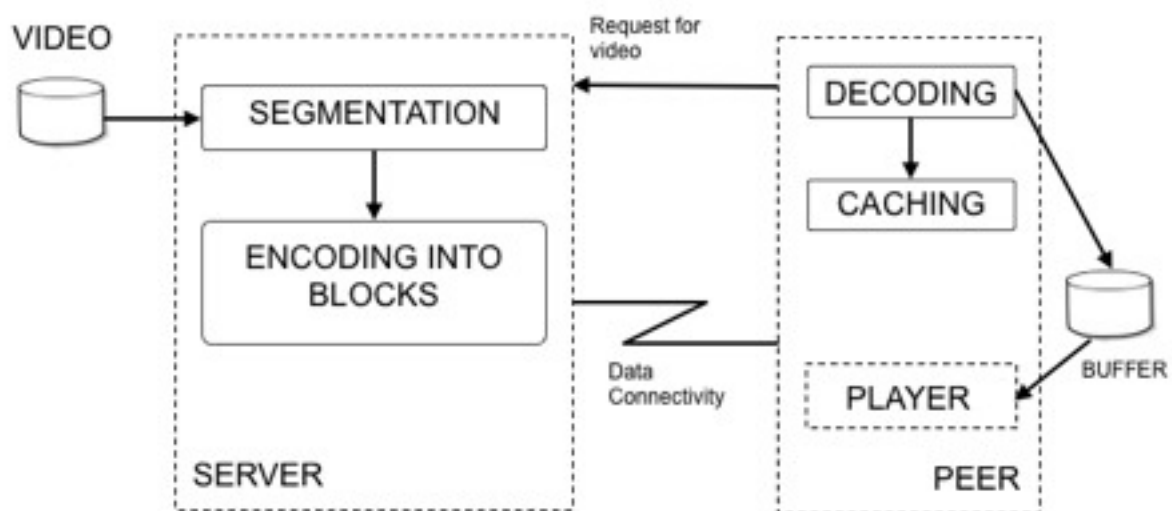 VIDEO
SEGMENTATION
ENCODING INTO
BLOCKS
SERVER
Request for
video
Data
Connectivity
DECODING
CACHING
BUFFER
PLAYER
PEER